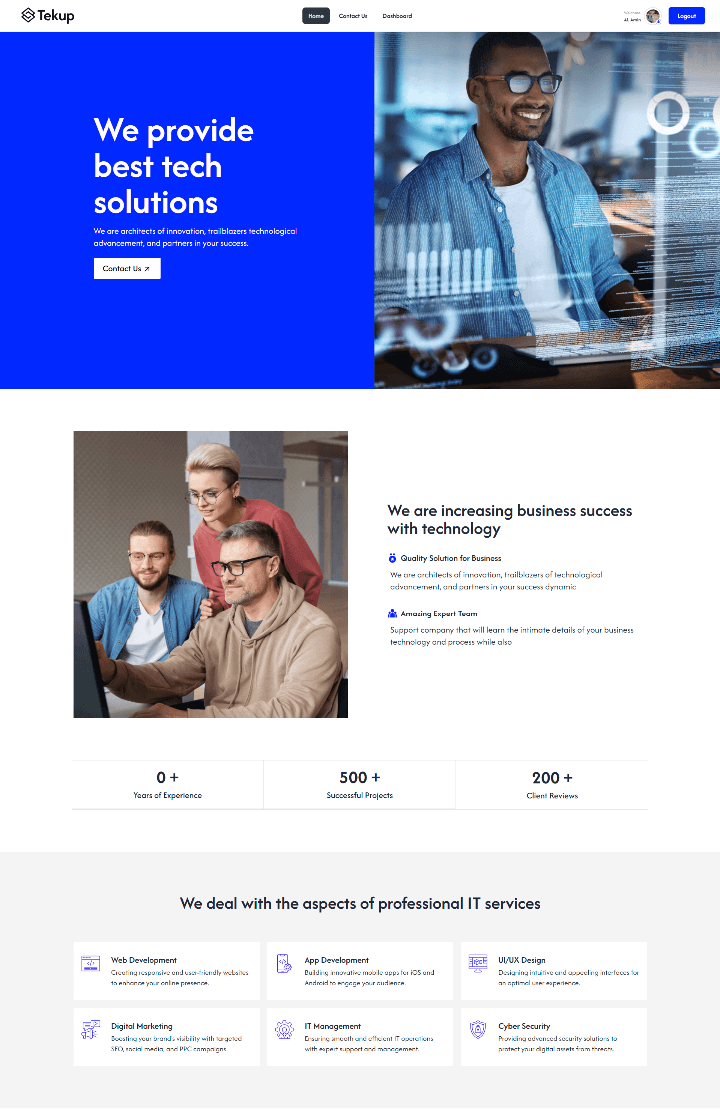 Tekup
Home
Contact Us
Dashboard
Welcome
AL Amin
Logout
We provide
best tech
solutions
We are architects of innovation, trailblazers technological
advancement, and partners in your success.
Contact Us
We are increasing business success
with technology
Quality Solution for Business
We are architects of innovation, trailblazers of technological
advancement, and partners in your success dynamic
Amazing Expert Team
Support company that will learn the intimate details of your business
technology and process while also
0 +
Years of Experience
500 +
Successful Projects
200 +
Client Reviews
We deal with the aspects of professional IT services
Web Development
Creating responsive and user-friendly websites
to enhance your online presence.
App Development
Building innovative mobile apps for iOS and
Android to engage your audience.
UI/UX Design
Designing intuitive and appealing interfaces for
an optimal user experience.
Digital Marketing
Boosting your brand's visibility with targeted
SEO, social media, and PPC campaigns.
IT Management
Ensuring smooth and efficient IT operations
with expert support and management.
Cyber Security
Providing advanced security solutions to
protect your digital assets from threats.